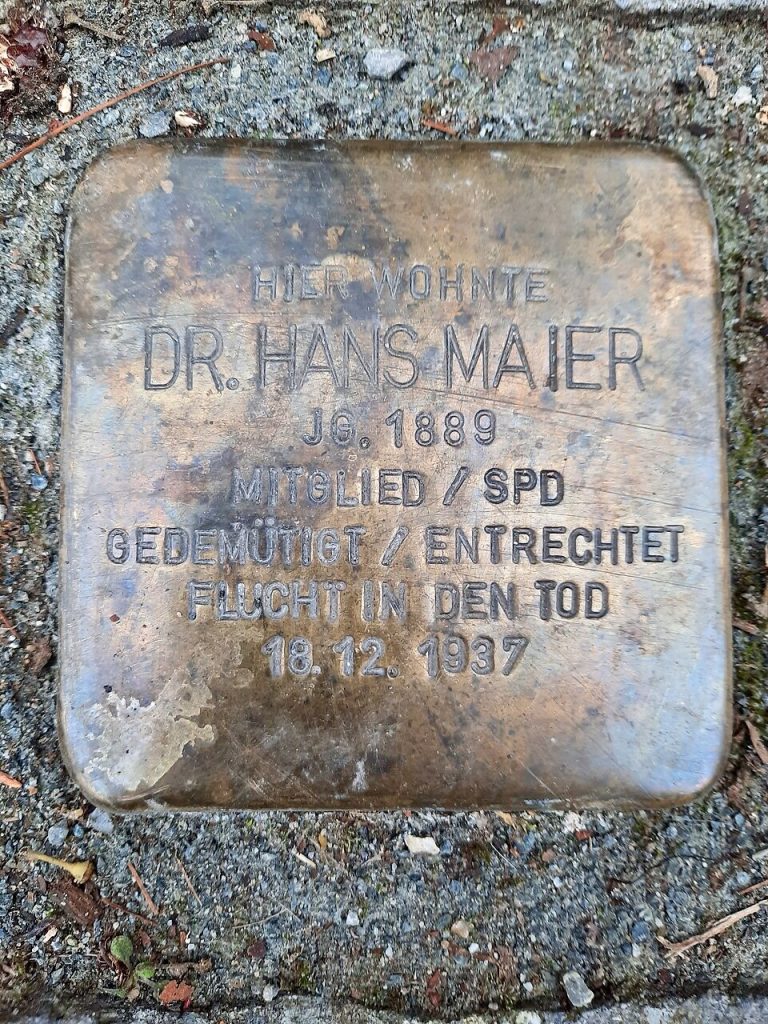 HIER WOHNTE
DR. HANS MAIER
JG. 1889
MITGLIED / SPD
GEDEMÜTIGT / ENTRECHTET
FLUCHT IN DEN TOD
18.12.1937